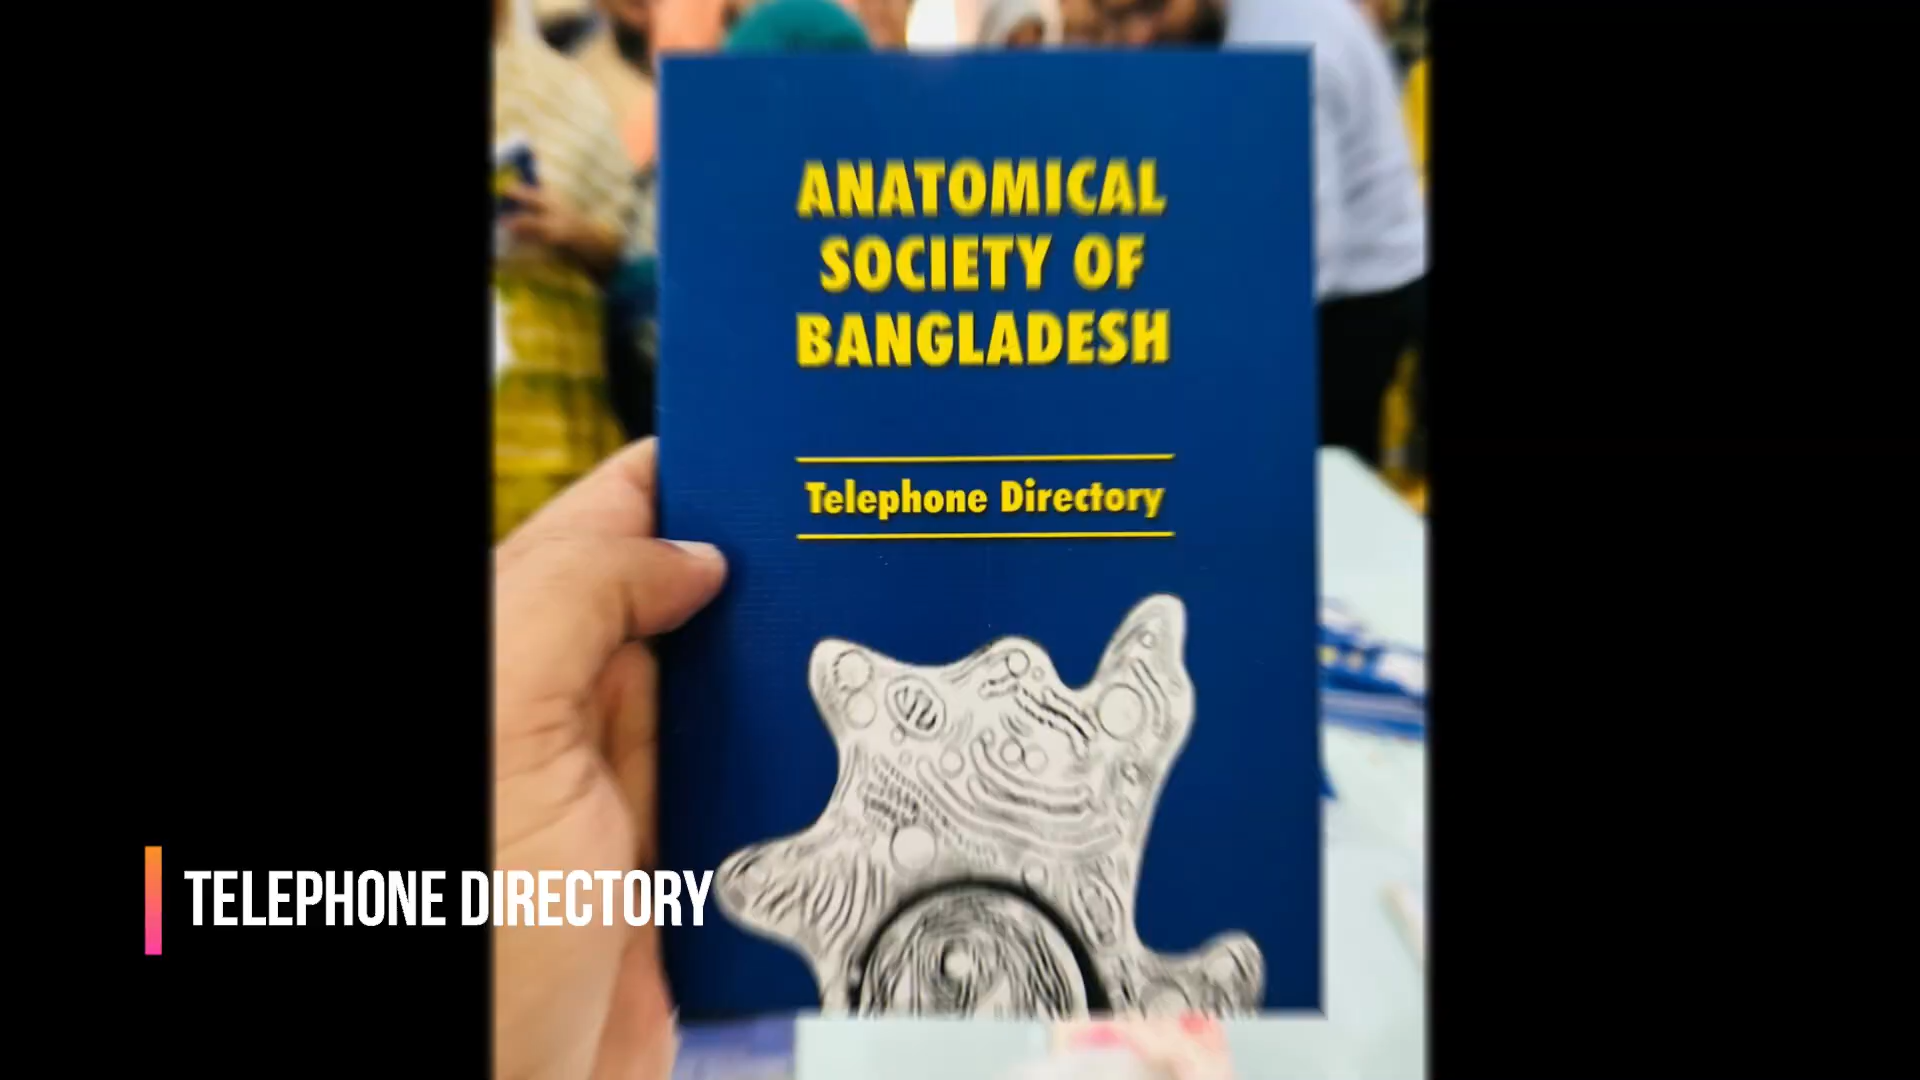 ANATOMICAL
SOCIETY OF
BANGLADESH
Telephone Directory
TELEPHONE DIRECTORY